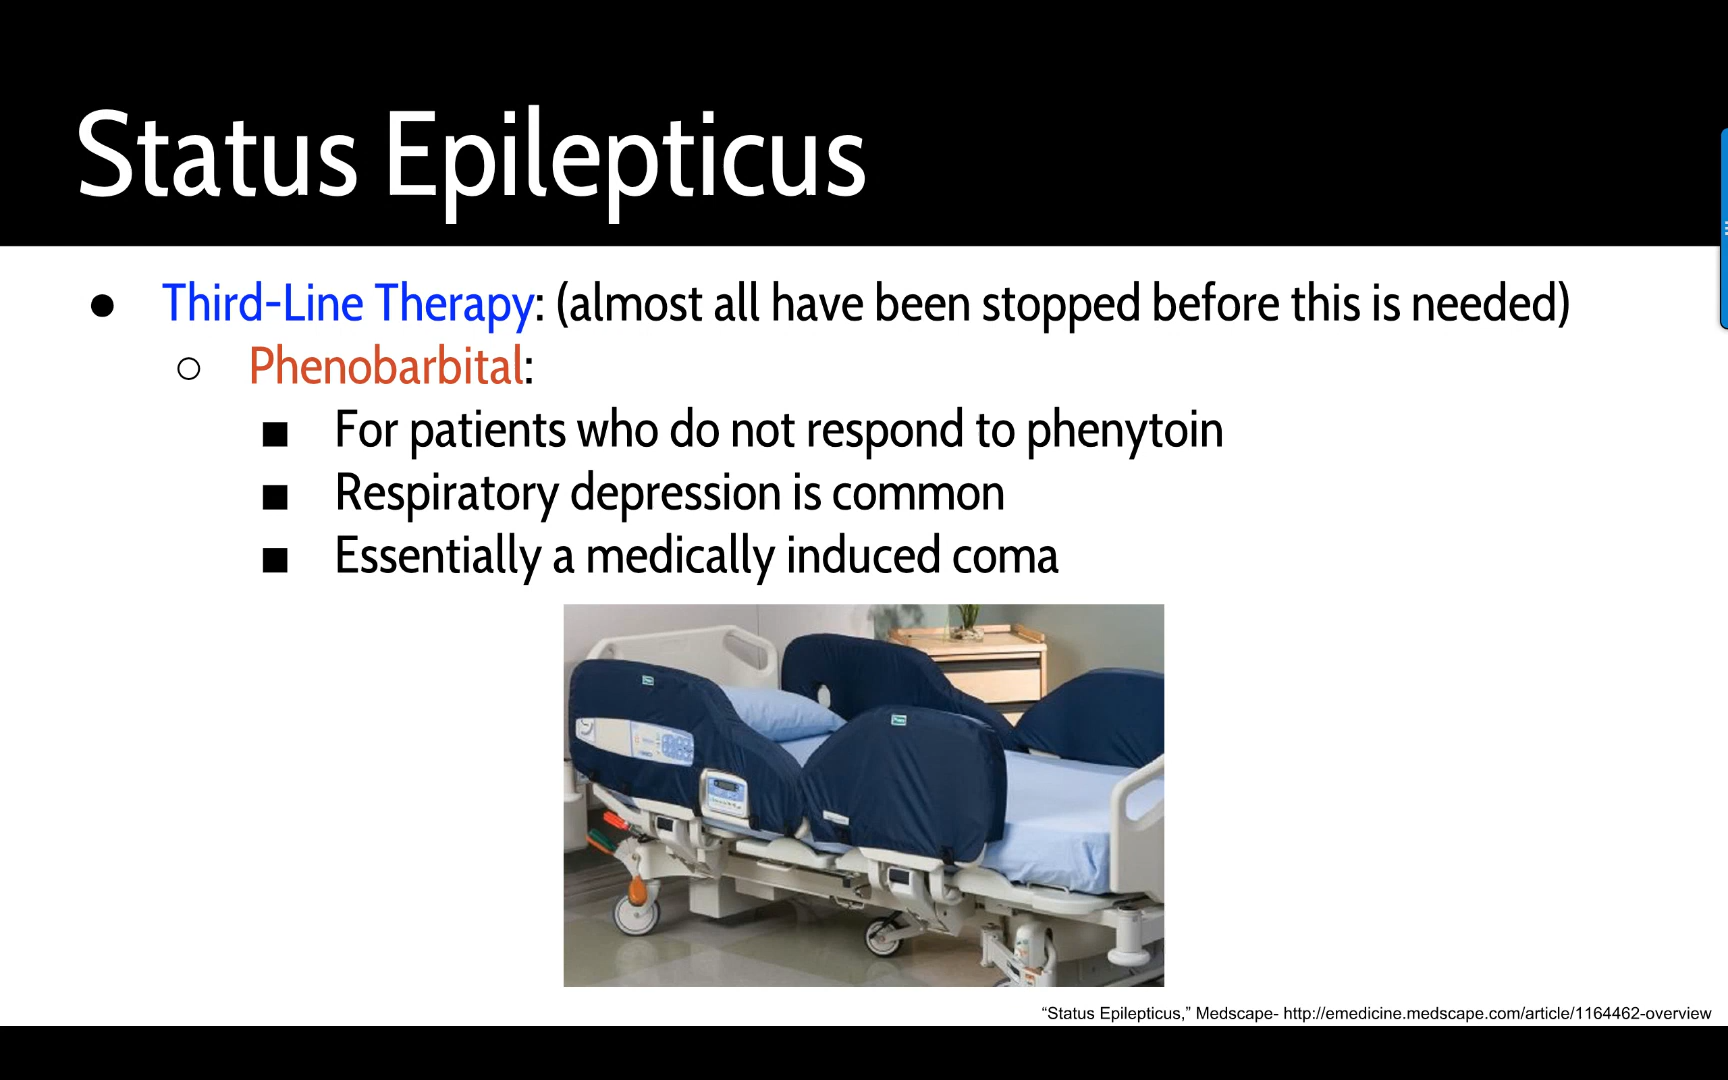 Status Epilepticus
● Third-Line Therapy: (almost all have been stopped before this is needed)
○ Phenobarbital:
■ For patients who do not respond to phenytoin
■ Respiratory depression is common
■ Essentially a medically induced coma
“Status Epilepticus,” Medscape- http://emedicine.medscape.com/article/1164462-overview